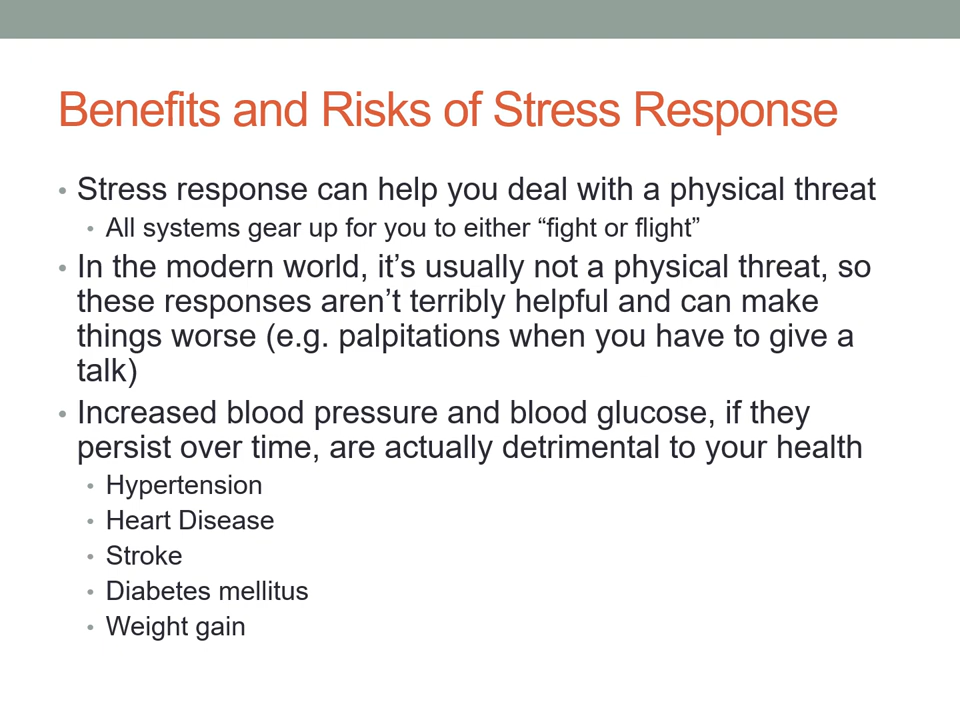 Benefits and Risks of Stress Response
• Stress response can help you deal with a physical threat
• All systems gear up for you to either “fight or flight”
• In the modern world, it’s usually not a physical threat, so
these responses aren’t terribly helpful and can make
things worse (e.g. palpitations when you have to give a
talk)
• Increased blood pressure and blood glucose, if they
persist over time, are actually detrimental to your health
• Hypertension
• Heart Disease
• Stroke
• Diabetes mellitus
• Weight gain